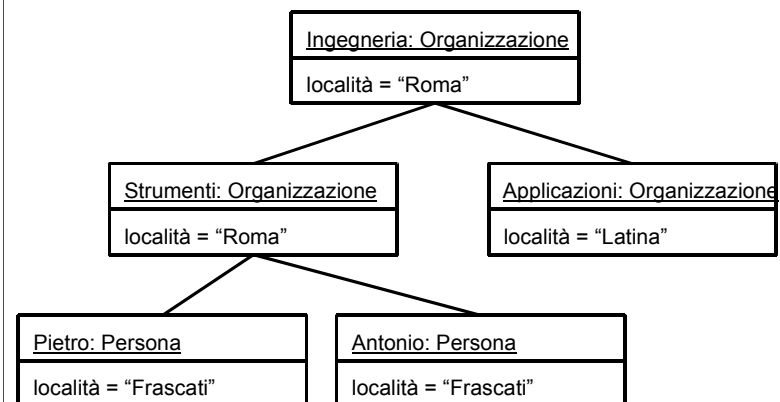 Ingegneria: Organizzazione
località = “Roma”
Strumenti: Organizzazione
località = “Roma”
Applicazioni: Organizzazione
località = “Latina”
Pietro: Persona
località = “Frascati”
Antonio: Persona
località = “Frascati”